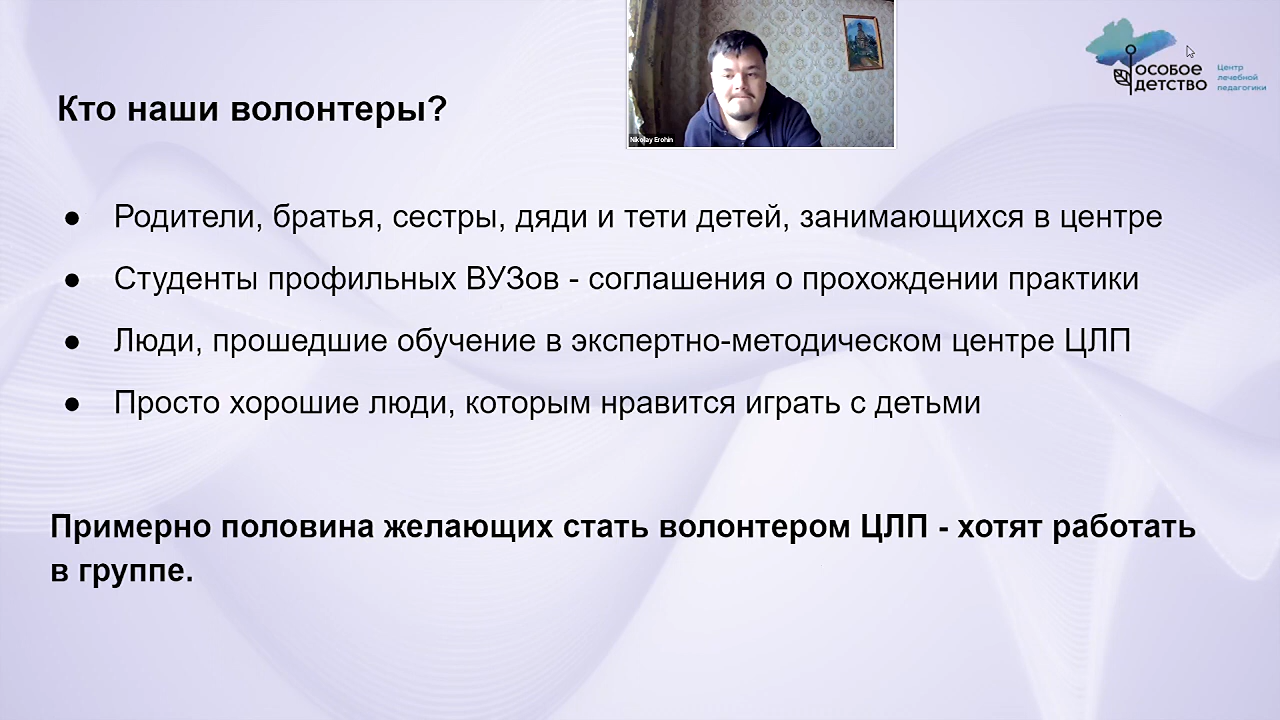 особое
детство
Центр
лечебной
педагогики
Nikolay Erohin
Кто наши волонтеры?
● Родители, братья, сестры, дяди и тети детей, занимающихся в центре
● Студенты профильных ВУЗов - соглашения о прохождении практики
● Люди, прошедшие обучение в экспертно-методическом центре ЦЛП
● Просто хорошие люди, которым нравится играть с детьми
Примерно половина желающих стать волонтером ЦЛП - хотят работать
в группе.